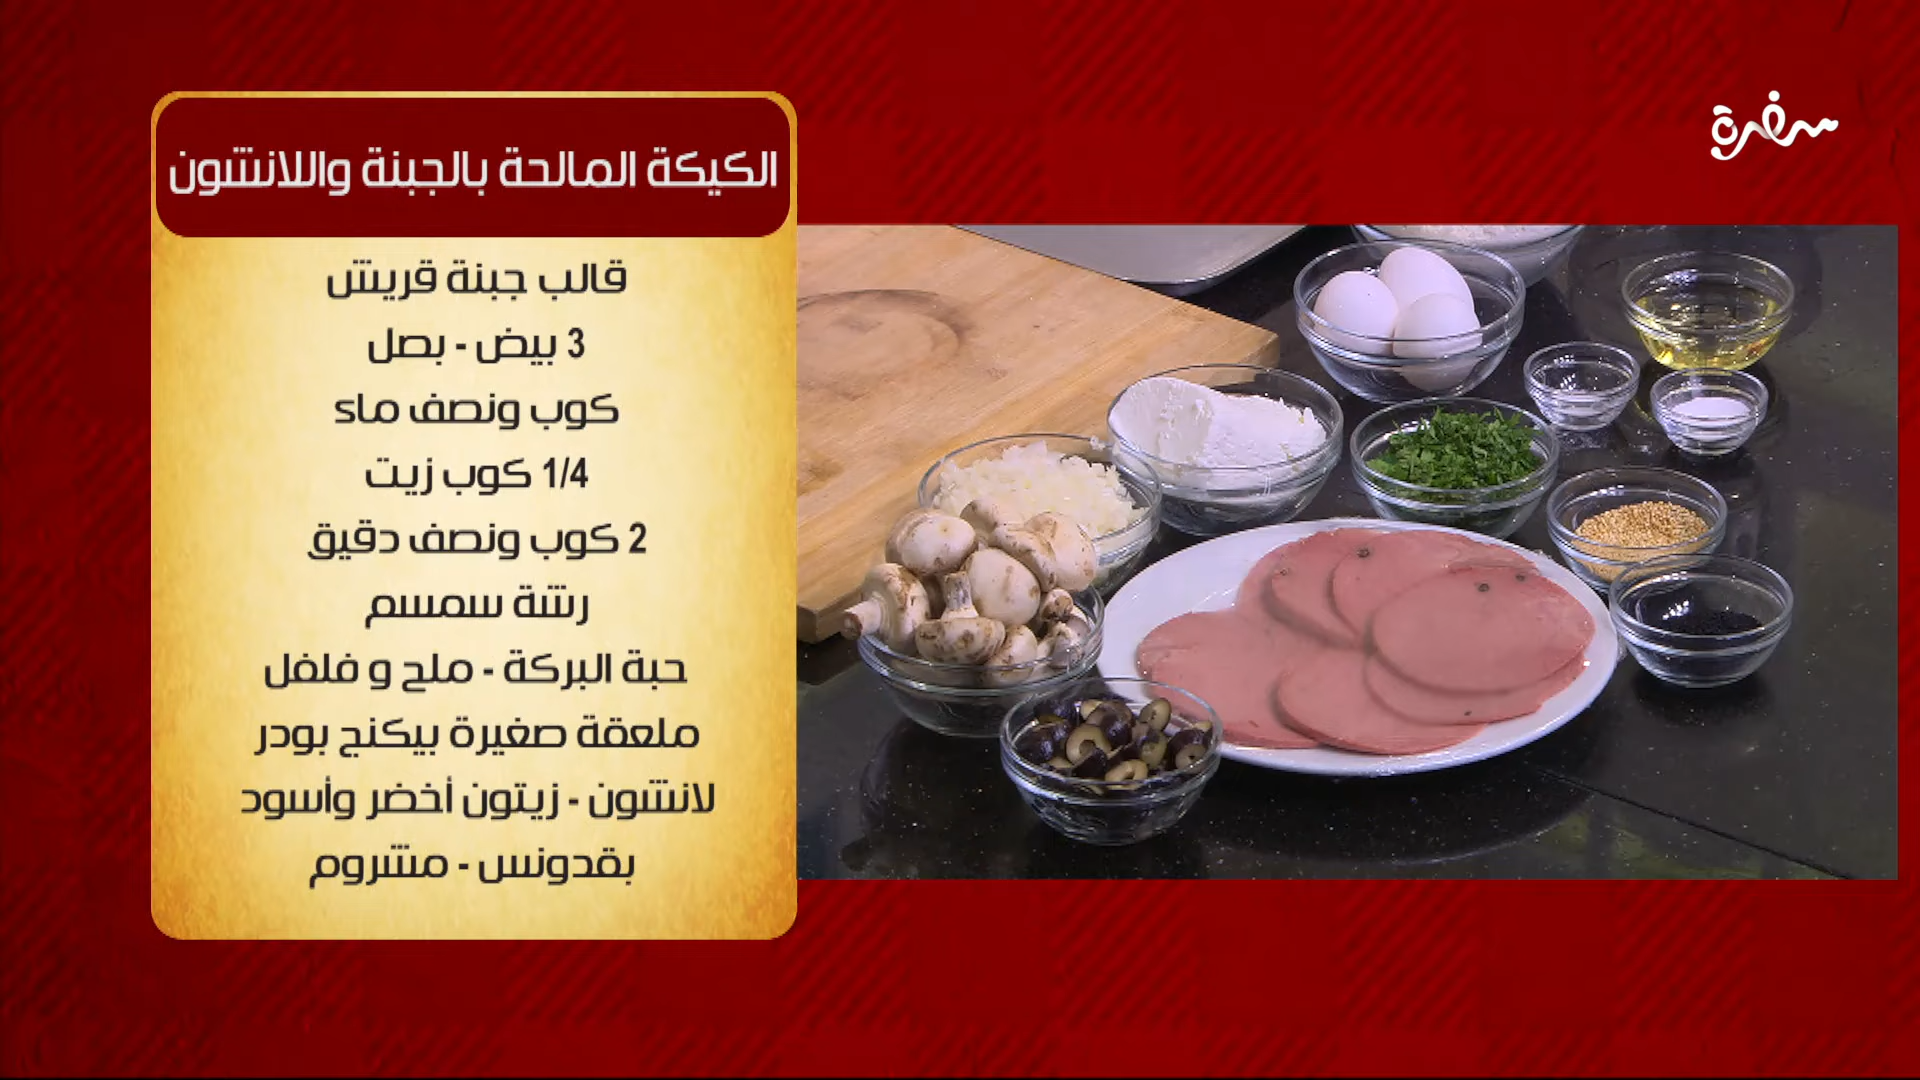 سفرة
الكيكة المالحة بالجبنة واللانشون
قالب جبنة قريش
3 بيض - بصل
كوب ونصف ماء
1/4 كوب زيت
2 كوب ونصف دقيق
رشة سمسم
حبة البركة - ملح و فلفل
ملعقة صغيرة بيكنج بودر
لانشون - زيتون أخضر وأسود
بقدونس - مشروم